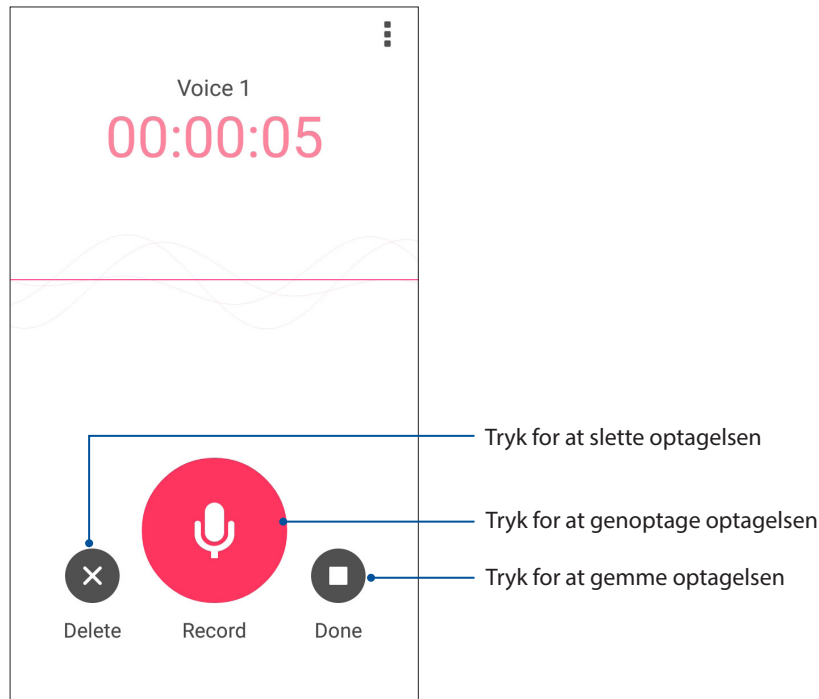 Voice 1
00:00:05
Tryk for at slette optagelsen
Tryk for at genoptage optagelsen
Tryk for at gemme optagelsen
Delete
Record
Done